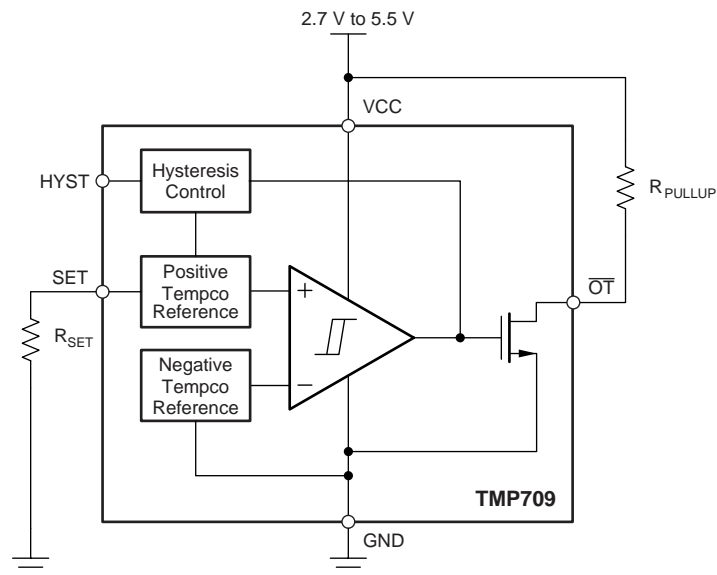 2.7 V to 5.5 V
VCC
HYST
Hysteresis
Control
R PULLUP
SET
Positive
Tempco
Reference
+
OT
RSET
Negative
Tempco
Reference
−
TMP709
GND